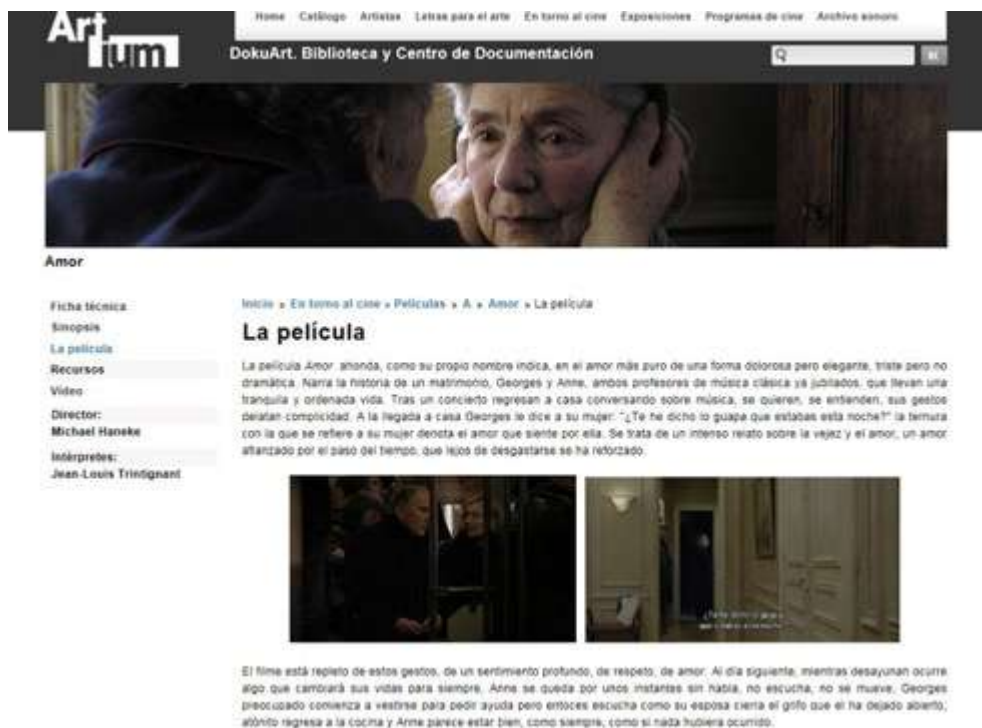 Art
ium
Home Catálogo Artistas Letras para el arte En torno al cine Exposiciones Programas de cine Archivo sonoro
DokuArt. Biblioteca y Centro de Documentación
Amor
Ficha técnica
Sinopsis
La película
Recursos
Vídeo
Director:
Michael Haneke
Intérpretes:
Jean-Louis Trintignant
Inicio » En torno al cine » Películas » A » Amor » La película
La película
La película Amor ahonda, como su propio nombre indica, en el amor más puro de una forma dolorosa pero elegante, triste pero no
dramática. Narra la historia de un matrimonio, Georges y Anne, ambos profesores de música clásica ya jubilados, que llevan una
tranquila y ordenada vida. Tras un concierto regresan a casa conversando sobre música, se quieren, se entienden, sus gestos
delatan complicidad. A la llegada a casa Georges le dice a su mujer: "¿Te he dicho lo guapa que estabas esta noche?" la ternura
con la que se refiere a su mujer denota el amor que siente por ella. Se trata de un intenso relato sobre la vejez y el amor, un amor
afianzado por el paso del tiempo, que lejos de desgastarse se ha reforzado.
El filme está repleto de estos gestos, de un sentimiento profundo, de respeto, de amor. Al día siguiente, mientras desayunan ocurre
algo que cambiará sus vidas para siempre. Anne se queda por unos instantes sin habla, no escucha, no se mueve, Georges
preocupado comienza a vestirse para pedir ayuda pero entoces escucha como su esposa cierra el grifo que el ha dejado abierto;
atónito regresa a la cocina y Anne parece estar bien, como siempre, como si nada hubiera ocurrido.